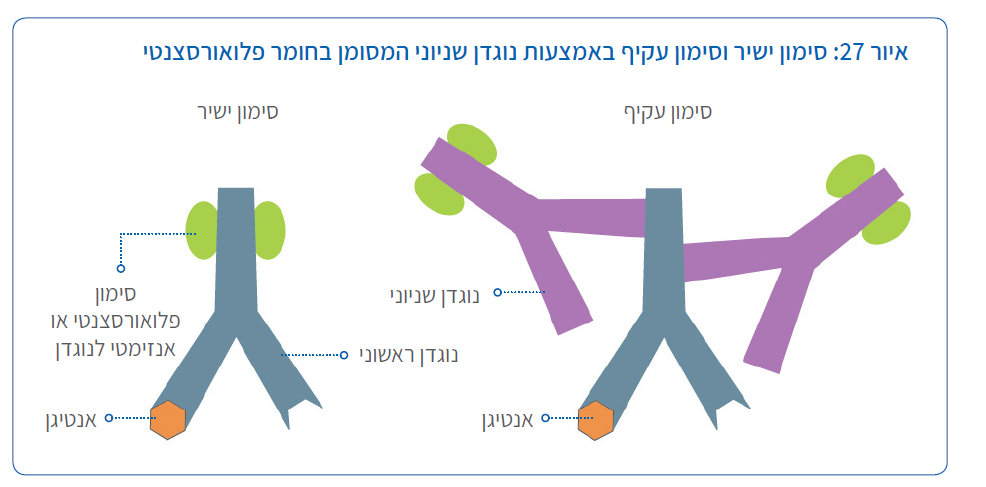 איור 27: סימון ישיר וסימון עקיף באמצעות נוגדן שניוני המסומן בחומר פלואורסצנטי
סימון עקיף
סימון ישיר
נוגדן שניוני
סימון
פלואורסצנטי או
אנזימטי לנוגדן
נוגדן ראשוני
אנטיגן
אנטיגן